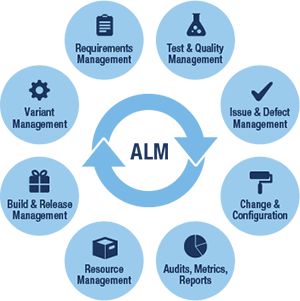 Requirements
Management
Test & Quality
Management
Variant
Management
Issue & Defect
Management
ALM
Build & Release
Management
Change &
Configuration
Resource
Management
Audits, Metrics,
Reports